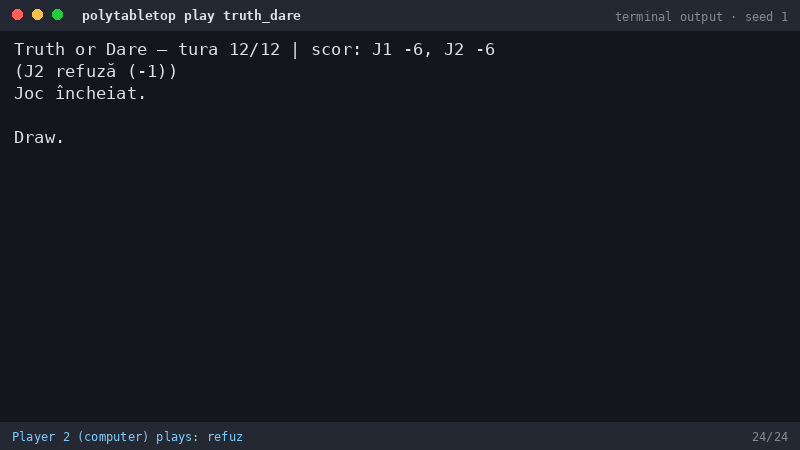 polytabletop play truth_dare
terminal output · seed 1
Truth or Dare — tura 12/12 | scor: J1 -6, J2 -6
(J2 refuză (-1))
Joc încheiat.
Draw.
Player 2 (computer) plays: refuz
24/24